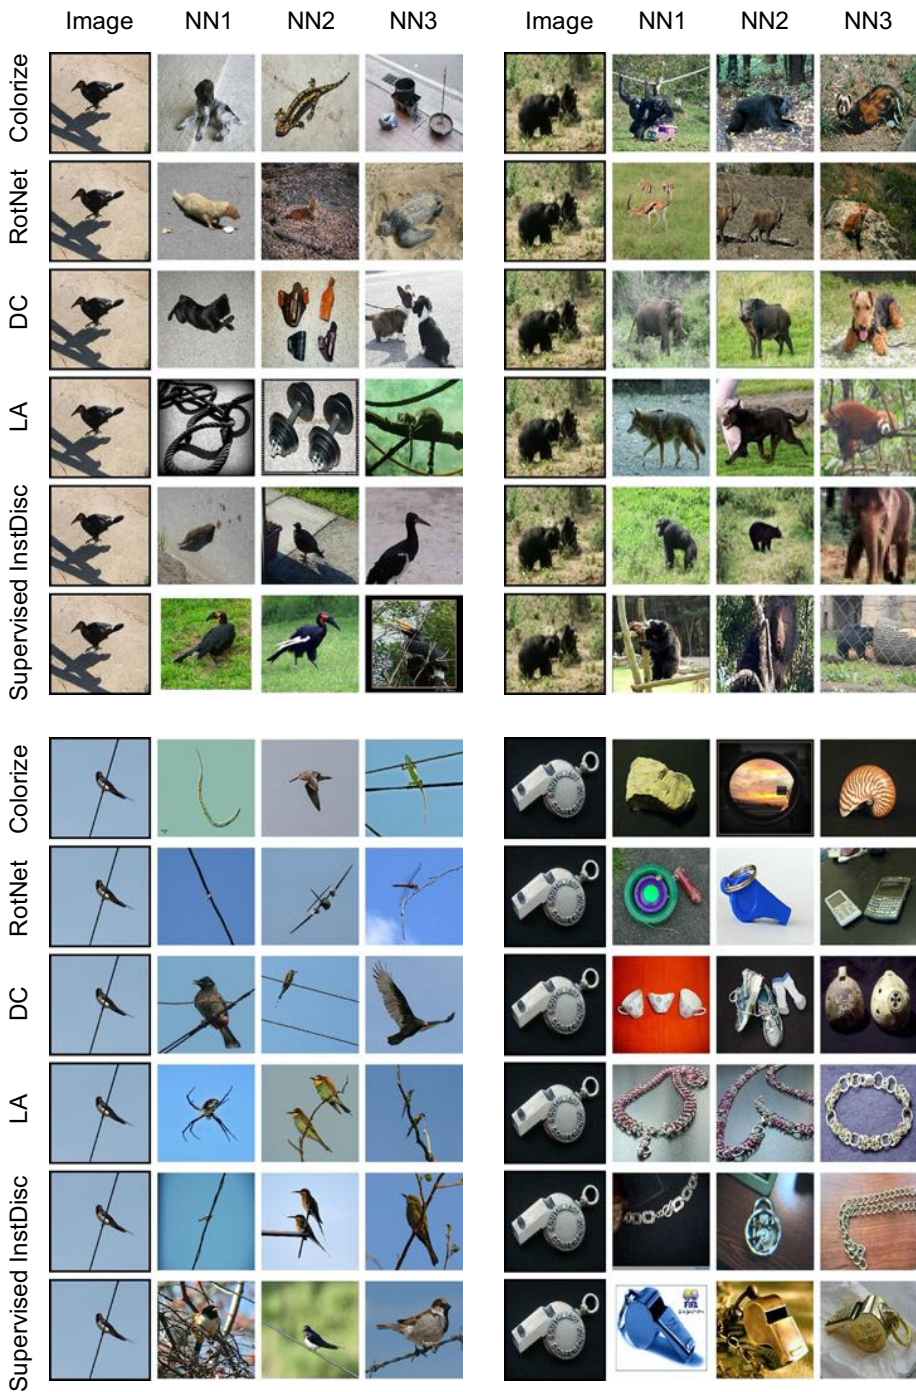 Image NN1 NN2 NN3 Image NN1 NN2 NN3
Colorize
RotNet
DC
LA
InstDisc
Supervised
Colorize
RotNet
DC
LA
InstDisc
Supervised
FIFA